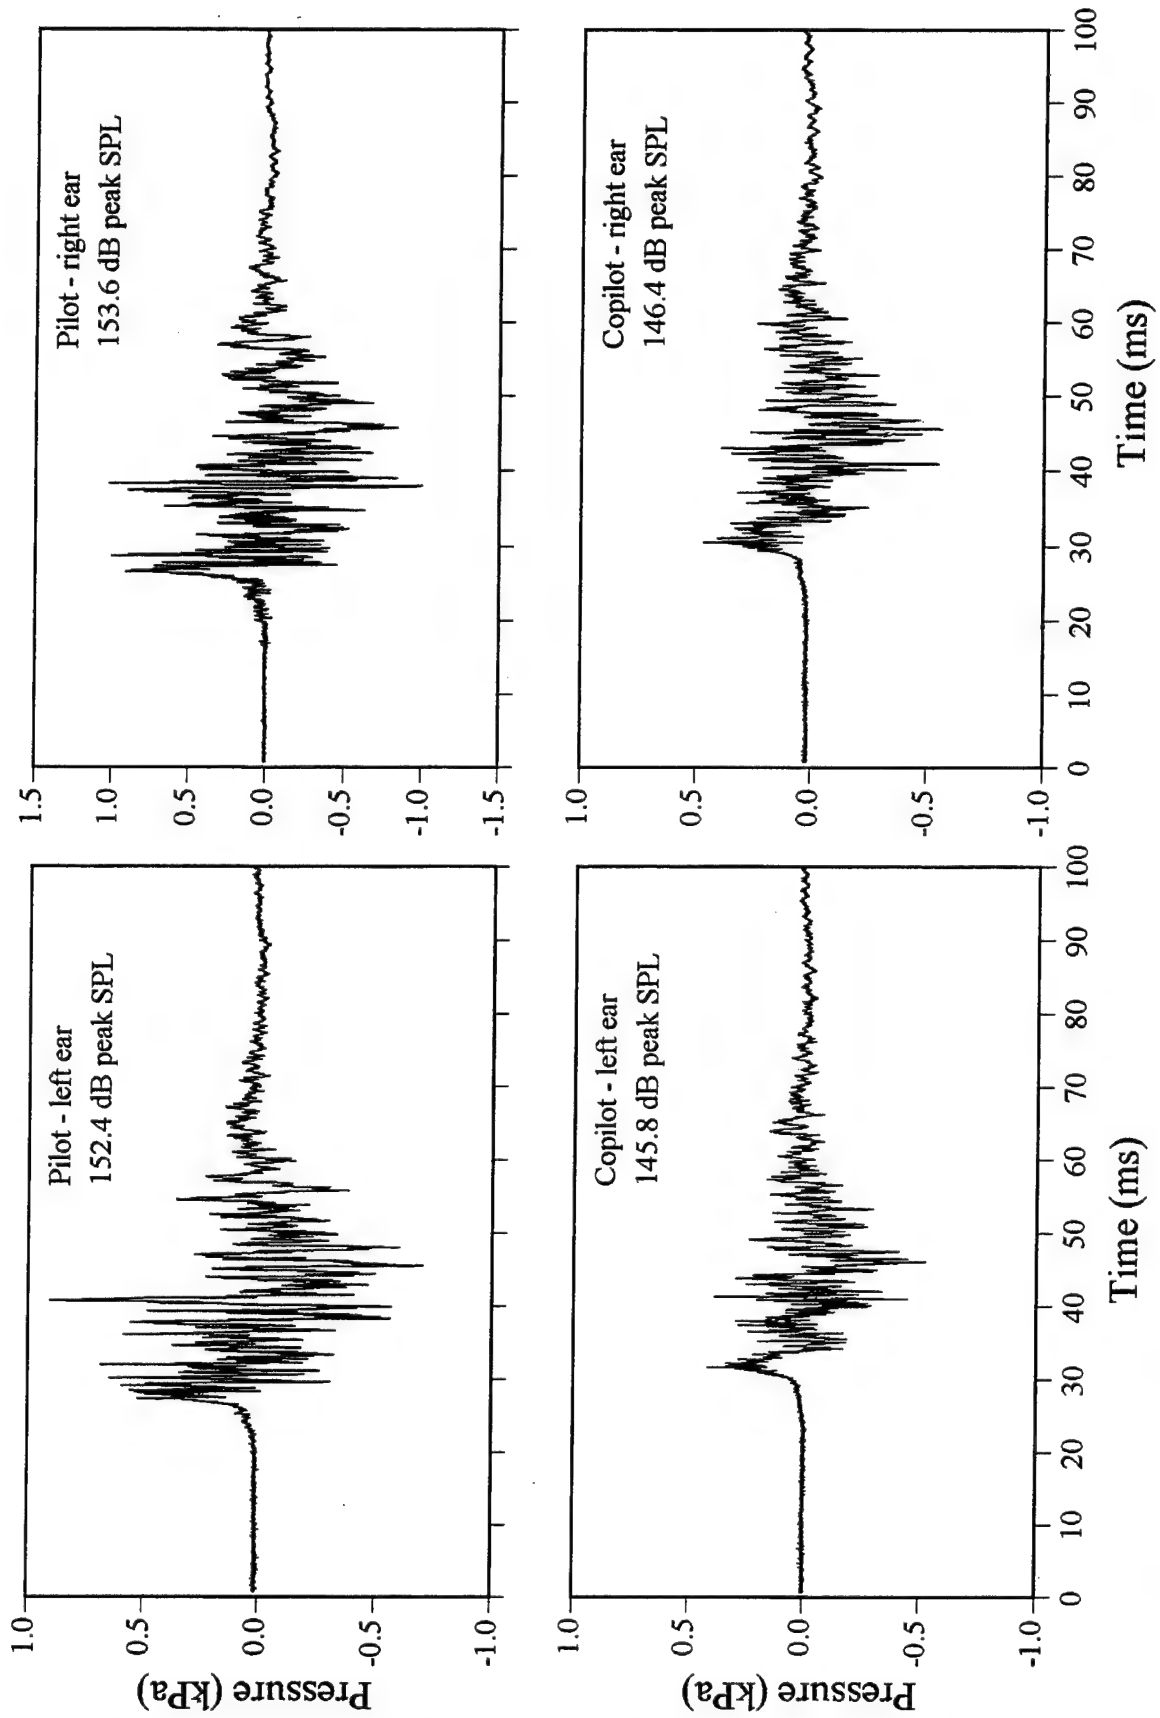 Pilot - left ear
152.4 dB peak SPL
Pressure (kPa)
1.0
0.5
0.0
-0.5
-1.0
Pilot - right ear
153.6 dB peak SPL
1.5
1.0
0.5
0.0
-0.5
-1.0
-1.5
Copilot - left ear
145.8 dB peak SPL
Pressure (kPa)
1.0
0.5
0.0
-0.5
-1.0
0 10 20 30 40 50 60 70 80 90 100
Time (ms)
Copilot - right ear
146.4 dB peak SPL
1.0
0.5
0.0
-0.5
-1.0
0 10 20 30 40 50 60 70 80 90 100
Time (ms)